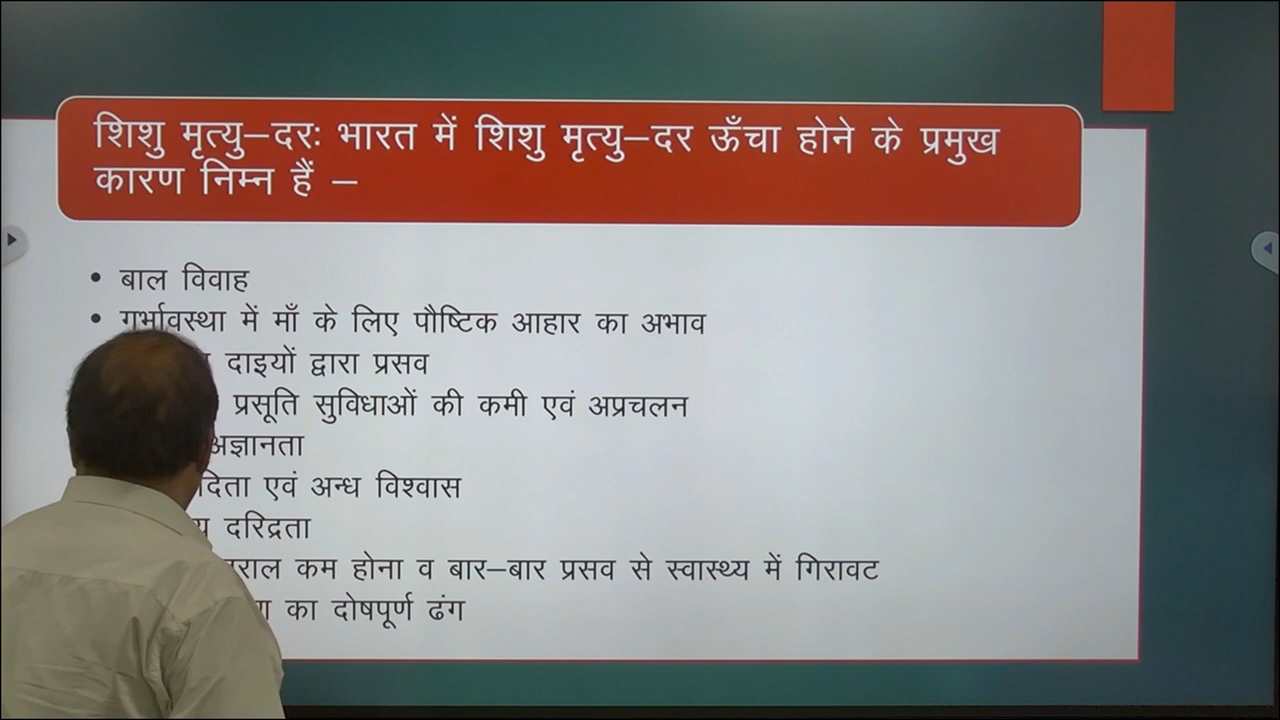 शिशु मृत्यु–दरः भारत में शिशु मृत्यु–दर ऊँचा होने के प्रमुख
कारण निम्न हैं –
• बाल विवाह
• गर्भावस्था में माँ के लिए पौष्टिक आहार का अभाव
दाइयों द्वारा प्रसव
प्रसूति सुविधाओं की कमी एवं अप्रचलन
अज्ञानता
एवं अन्ध विश्वास
दरिद्रता
कम होना व बार–बार प्रसव से स्वास्थ्य में गिरावट
का दोषपूर्ण ढंग